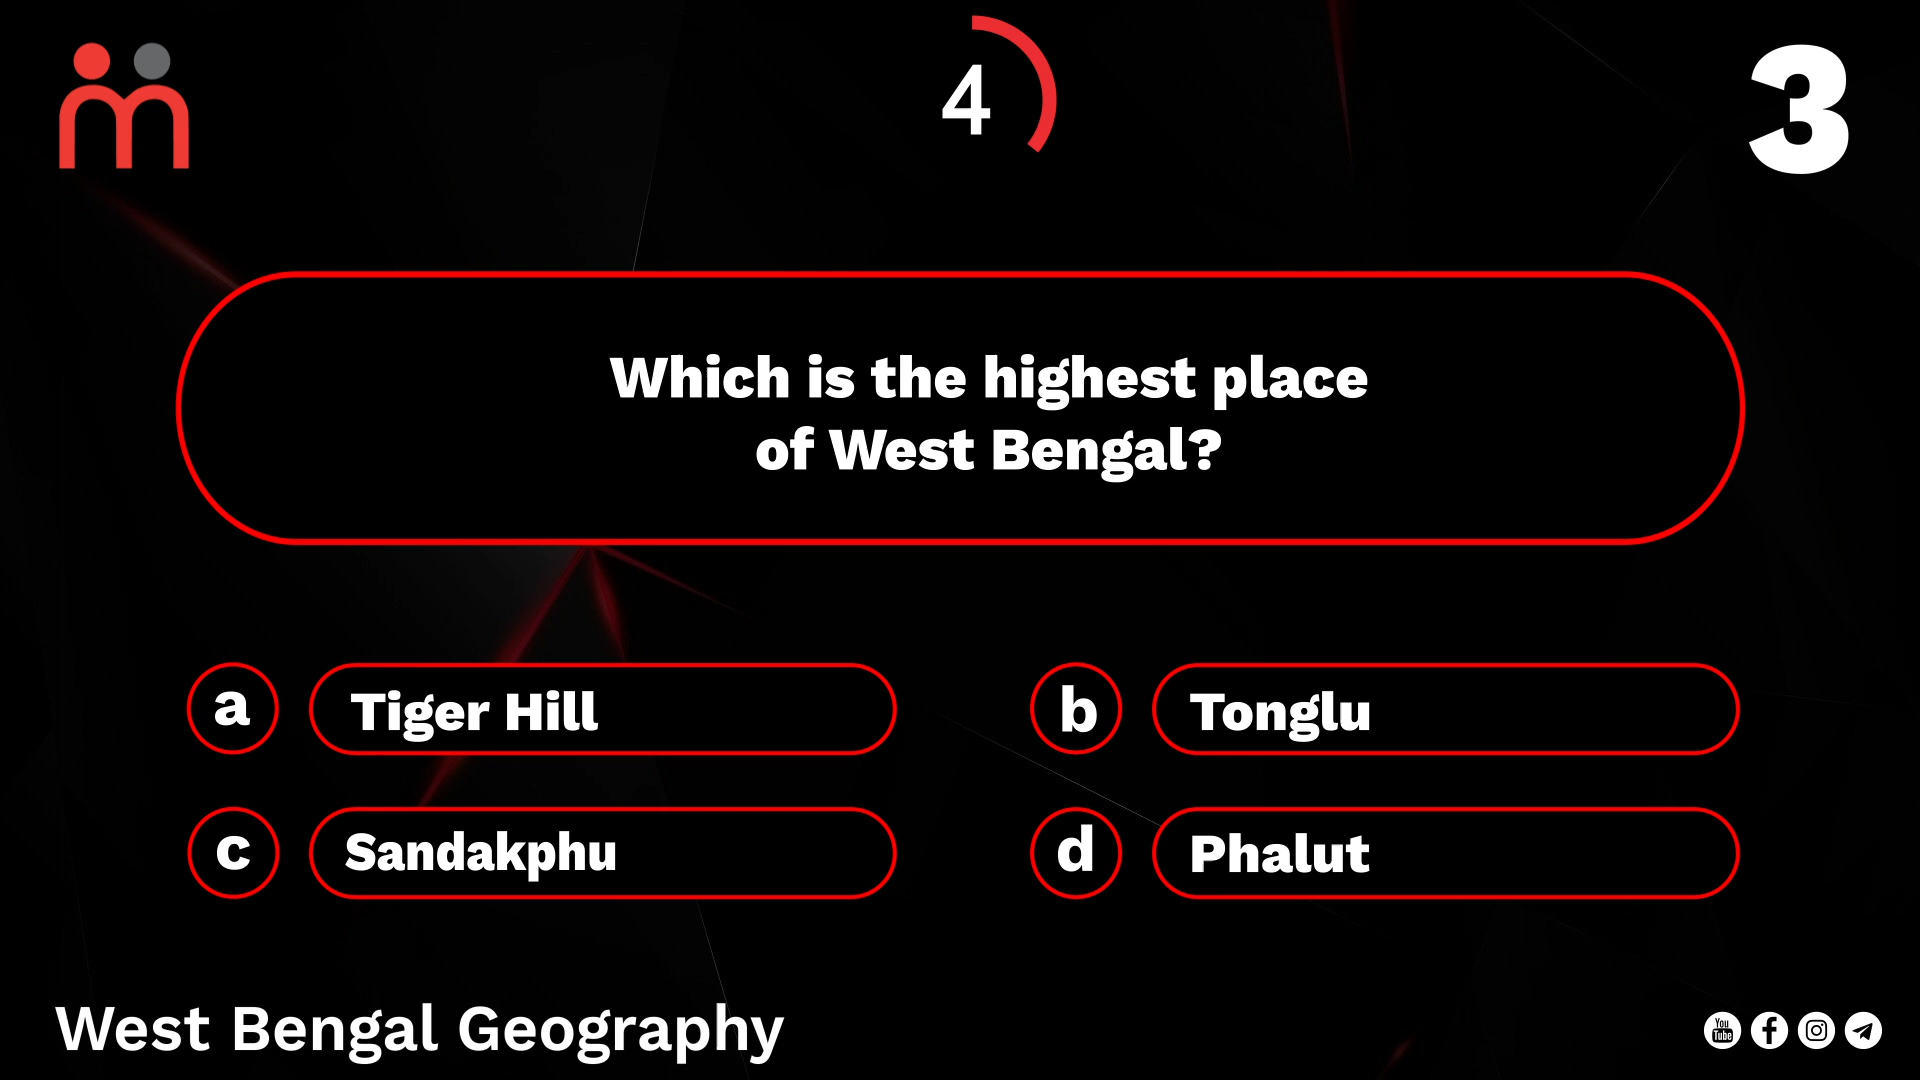 4
3
Which is the highest place
of West Bengal?
a
Tiger Hill
b
Tonglu
c
Sandakphu
d
Phalut
West Bengal Geography
You
Tube